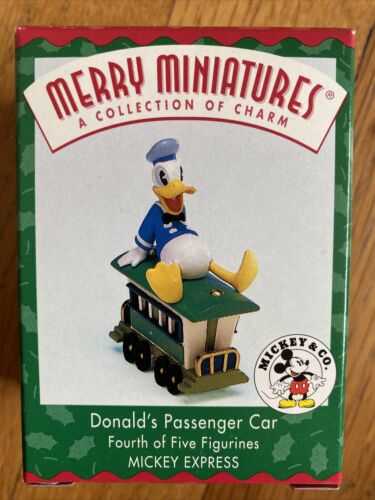 MERRY MINIATURES®
A COLLECTION OF CHARM
MICKEY & CO.
Donald's Passenger Car
Fourth of Five Figurines
MICKEY EXPRESS